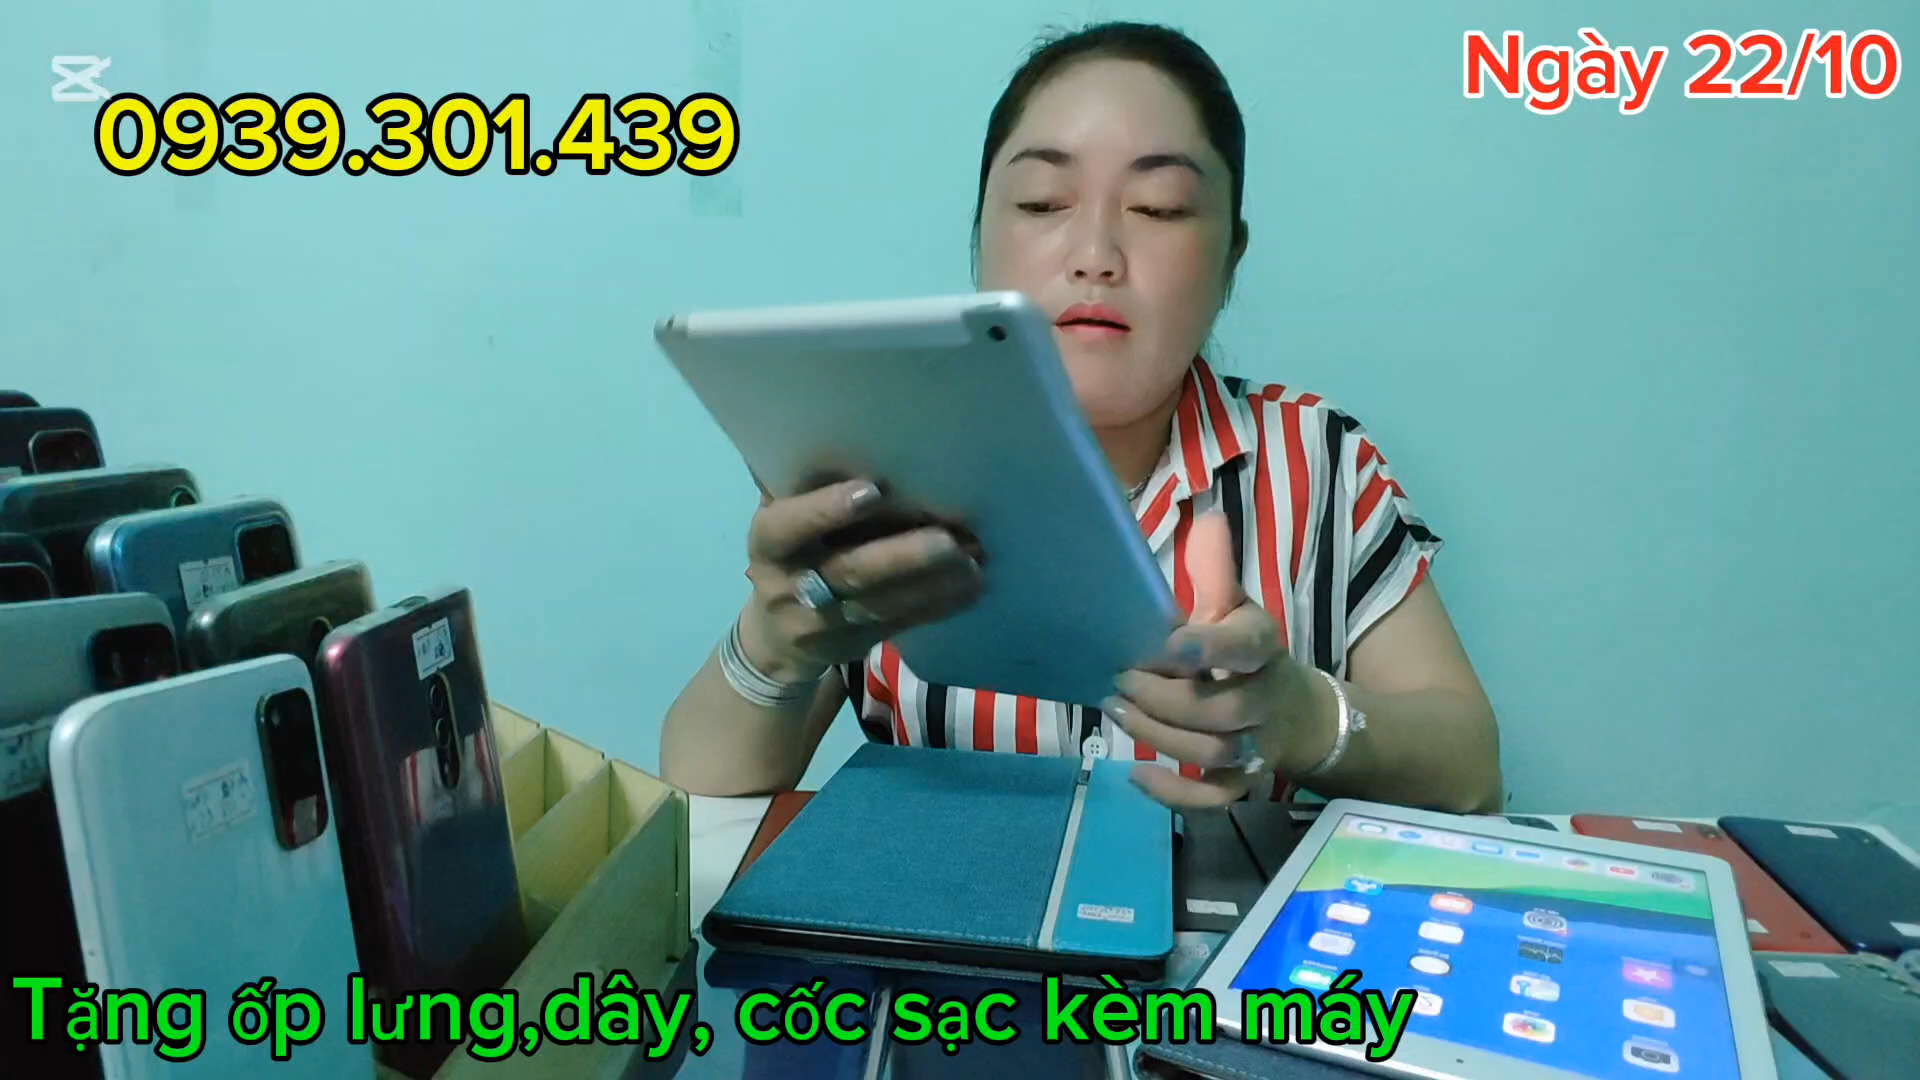 Ngày 22/10
0939.301.439
Tặng ốp lưng,dây, cốc sạc kèm máy